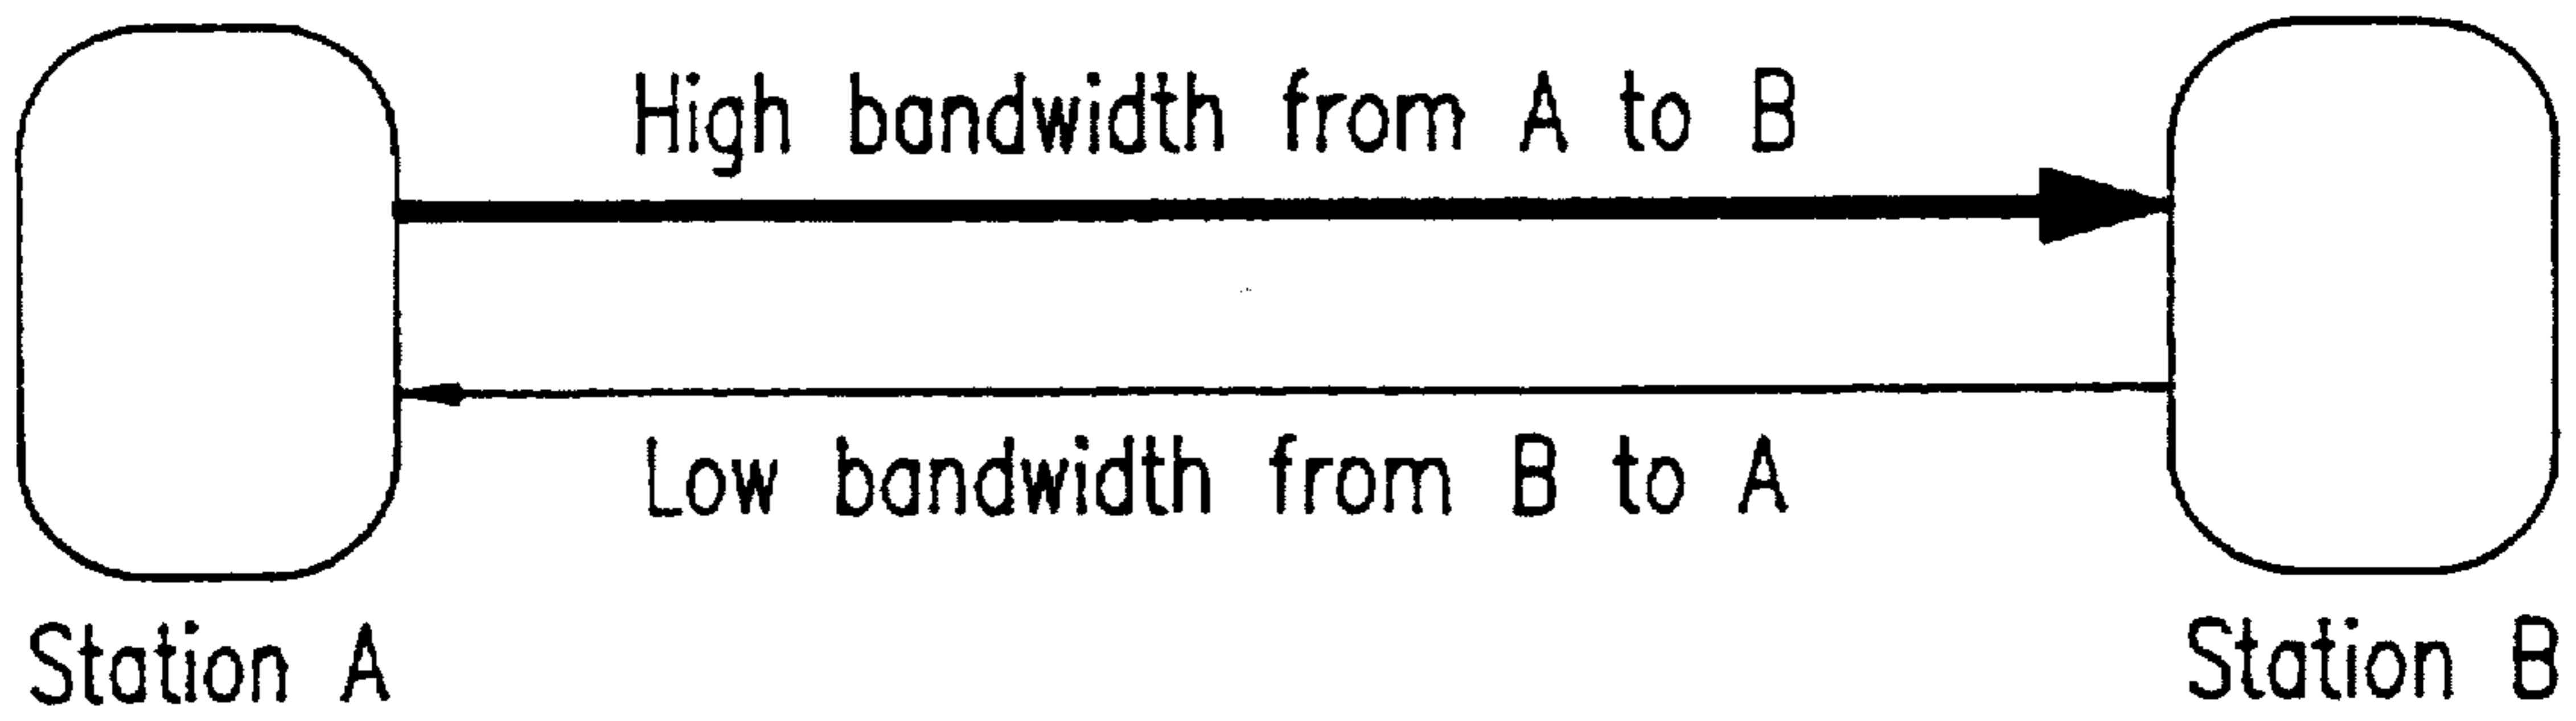 High bandwidth from A to B
Low bandwidth from B to A
Station A
Station B